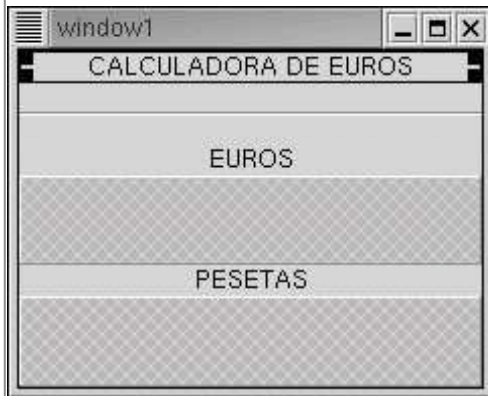 window1
CALCULADORA DE EUROS
EUROS
PESETAS